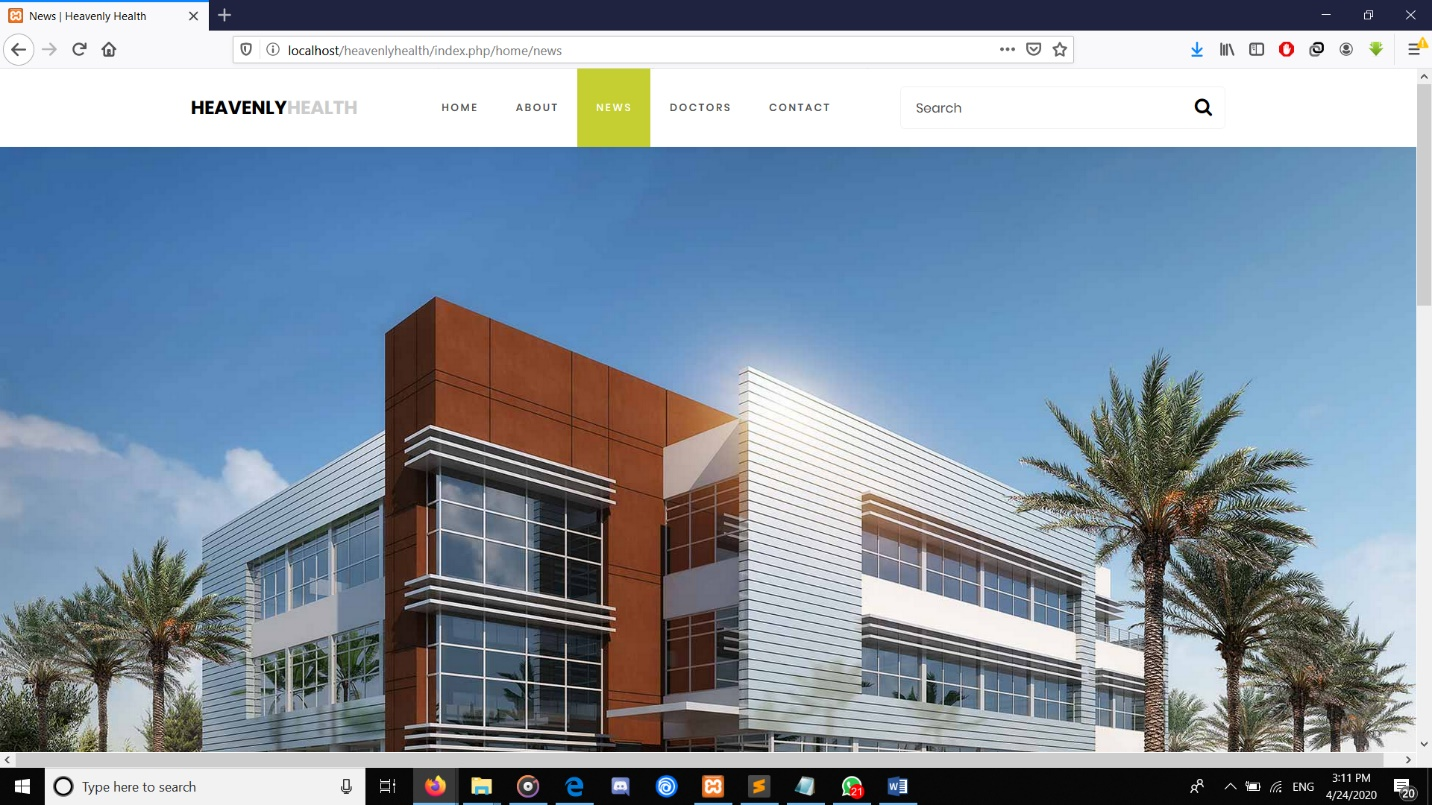 News | Heavenly Health
localhost/heavenlyhealth/index.php/home/news
HEAVENLYHEALTH
HOME
ABOUT
NEWS
DOCTORS
CONTACT
Search
Type here to search
21
ENG
3:11 PM
4/24/2020
20